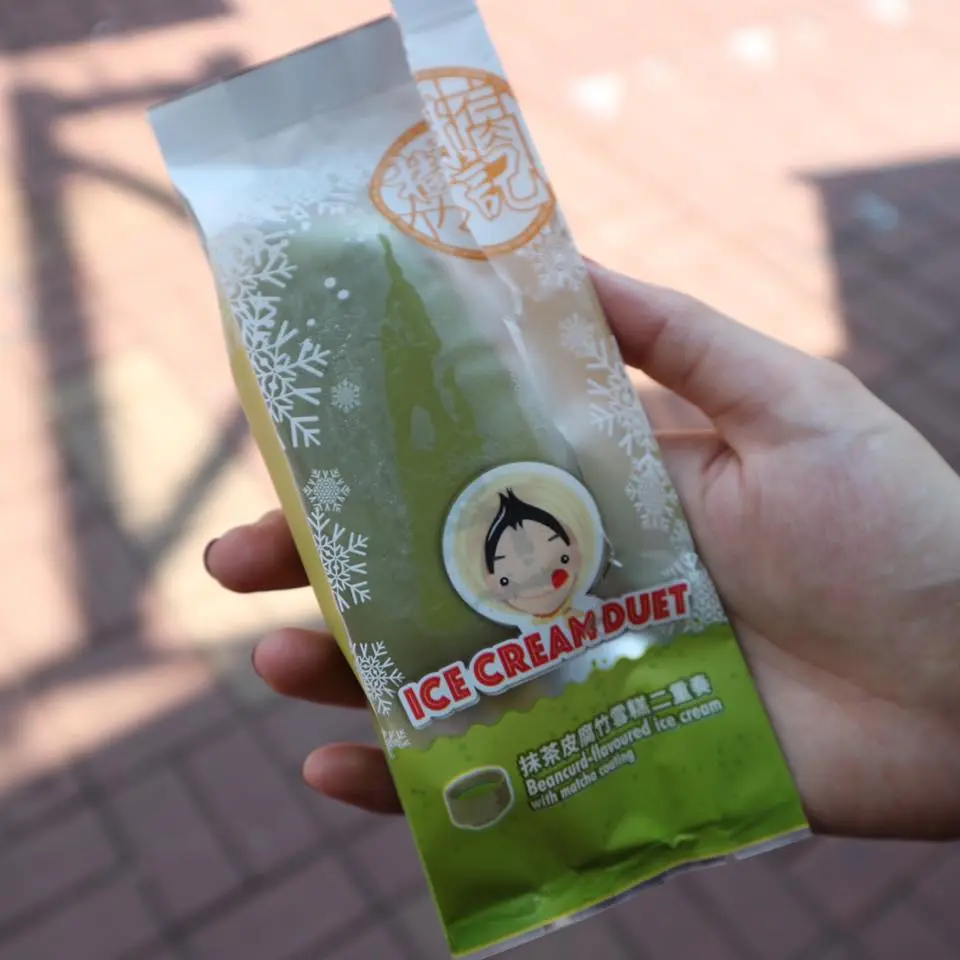 記
ICE CREAM DUET
抹茶皮腐竹雪糕二重奏
Beancurd-flavoured ice cream
with matcha coating